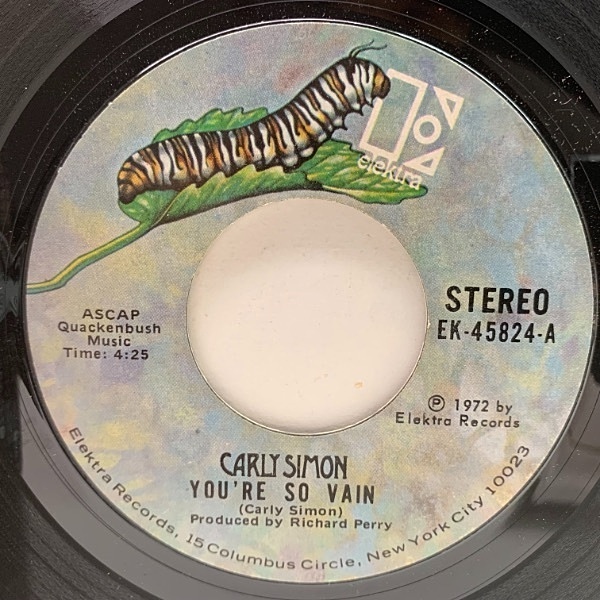 elektra
STEREO
EK-45824-A
ASCAP
Quackenbush
Music
Time: 4:25
℗ 1972 by
Elektra Records
CARLY SIMON
YOU'RE SO VAIN
(Carly Simon)
Produced by Richard Perry
Elektra Records, 15 Columbus Circle, New York City 10023